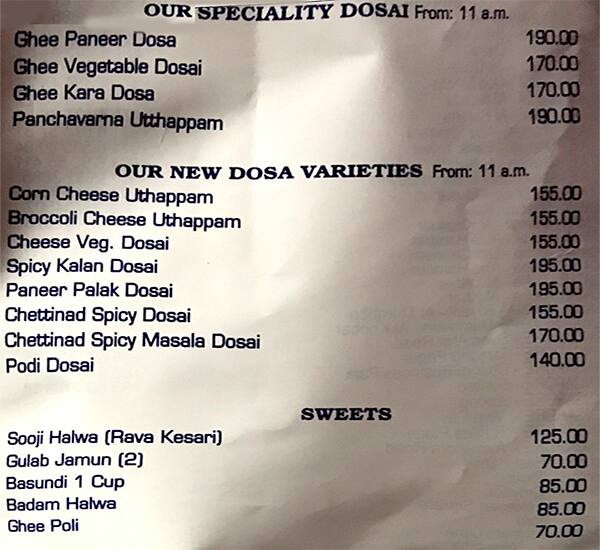 OUR SPECIALITY DOSAI From: 11 a.m.
Ghee Paneer Dosa 190.00
Ghee Vegetable Dosai 170.00
Ghee Kara Dosa 170.00
Panchavarna Utthappam 190.00
OUR NEW DOSA VARIETIES From: 11 a.m.
Corn Cheese Uthappam 155.00
Broccoli Cheese Uthappam 155.00
Cheese Veg. Dosai 155.00
Spicy Kalan Dosai 195.00
Paneer Palak Dosai 195.00
Chettinad Spicy Dosai 155.00
Chettinad Spicy Masala Dosai 170.00
Podi Dosai 140.00
SWEETS
Sooji Halwa (Rava Kesari) 125.00
Gulab Jamun (2) 70.00
Basundi 1 Cup 85.00
Badam Halwa 85.00
Ghee Poli 70.00